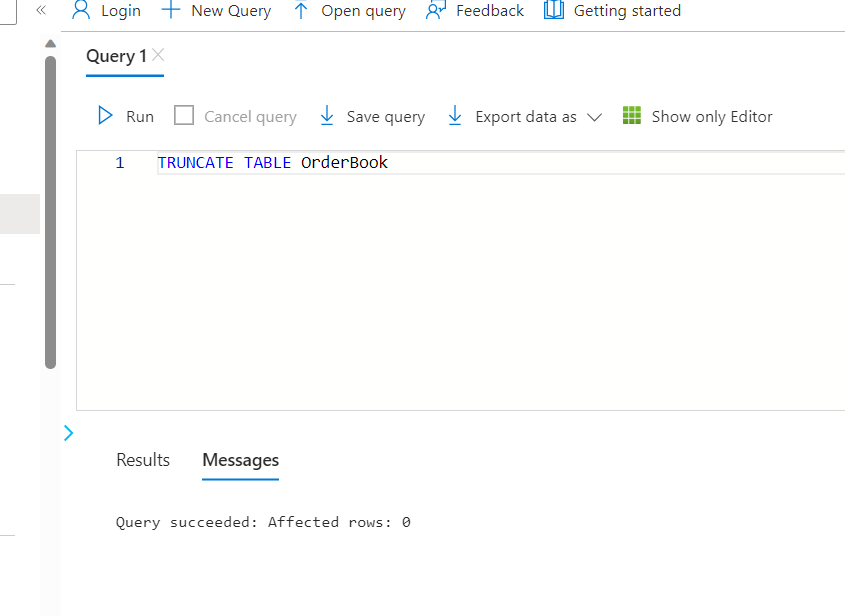 « Login New Query Open query Feedback Getting started
Query 1
Run Cancel query Save query Export data as Show only Editor
1 TRUNCATE TABLE OrderBook
Results Messages
Query succeeded: Affected rows: 0